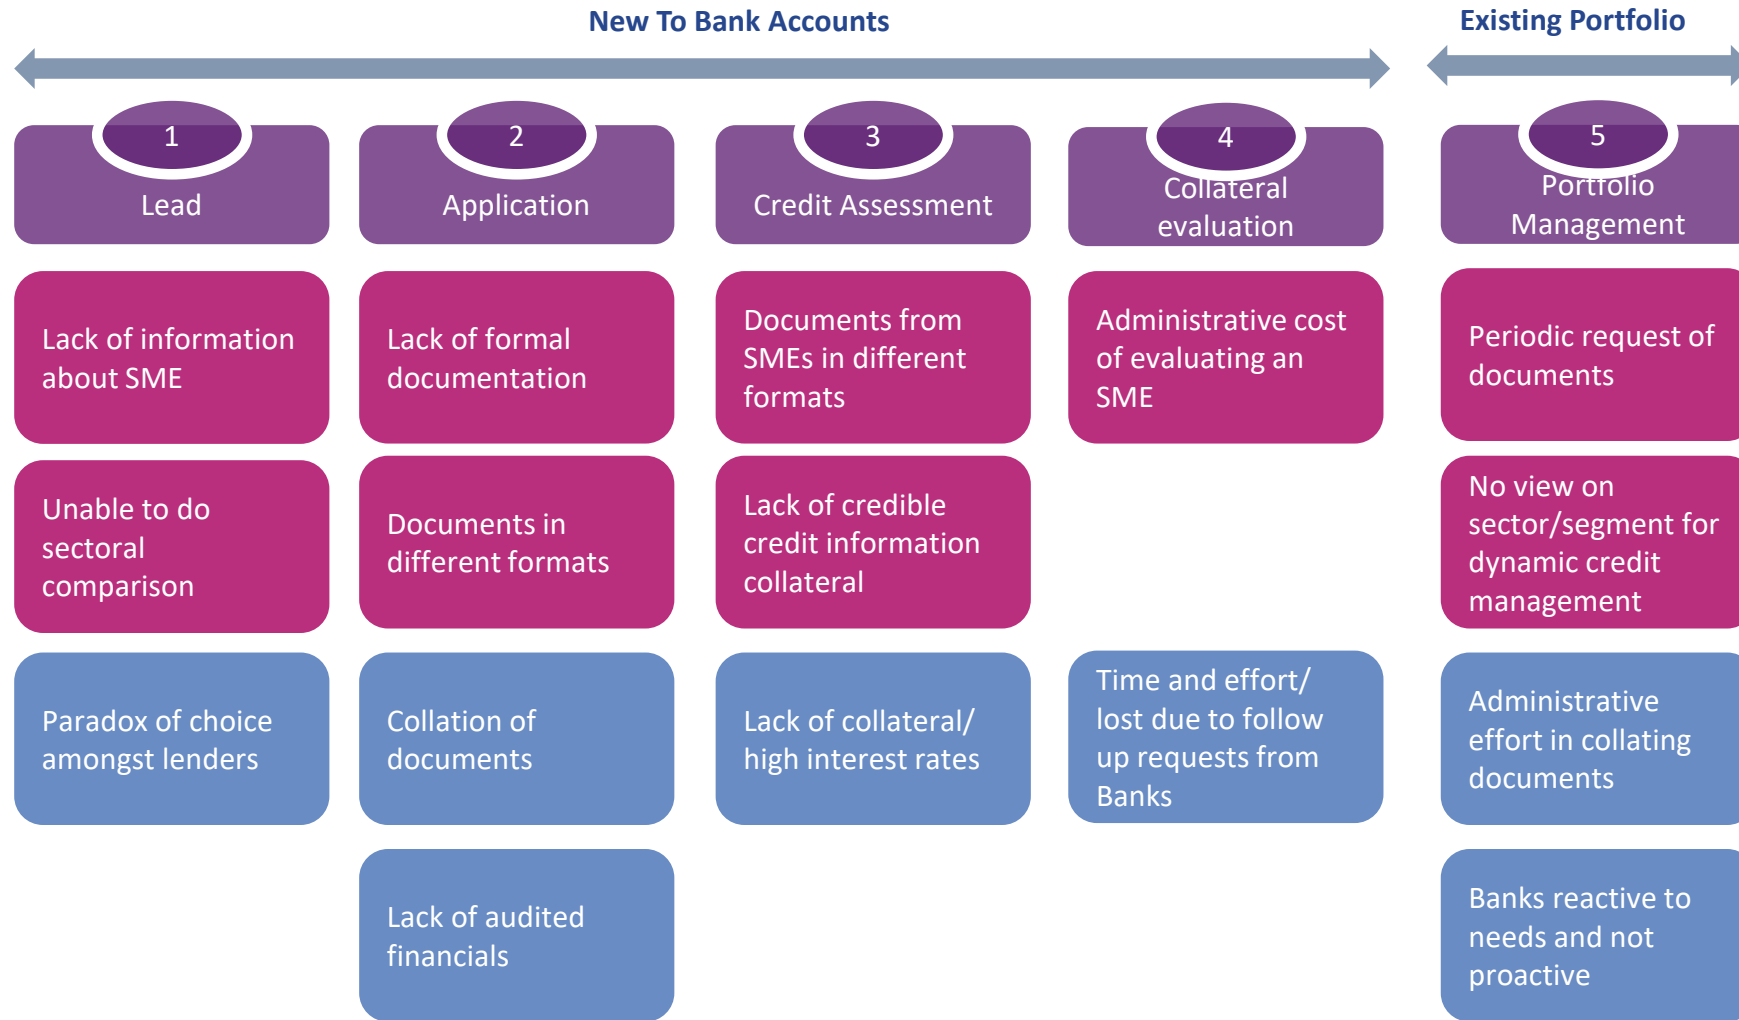 New To Bank Accounts
Existing Portfolio
1
Lead
2
Application
3
Credit Assessment
4
Collateral
evaluation
5
Portfolio
Management
Lack of information
about SME
Lack of formal
documentation
Documents from
SMEs in different
formats
Administrative cost
of evaluating an
SME
Periodic request of
documents
Unable to do
sectoral
comparison
Documents in
different formats
Lack of credible
credit information
collateral
No view on
sector/segment for
dynamic credit
management
Paradox of choice
amongst lenders
Collation of
documents
Lack of collateral/
high interest rates
Time and effort/
lost due to follow
up requests from
Banks
Administrative
effort in collating
documents
Lack of audited
financials
Banks reactive to
needs and not
proactive